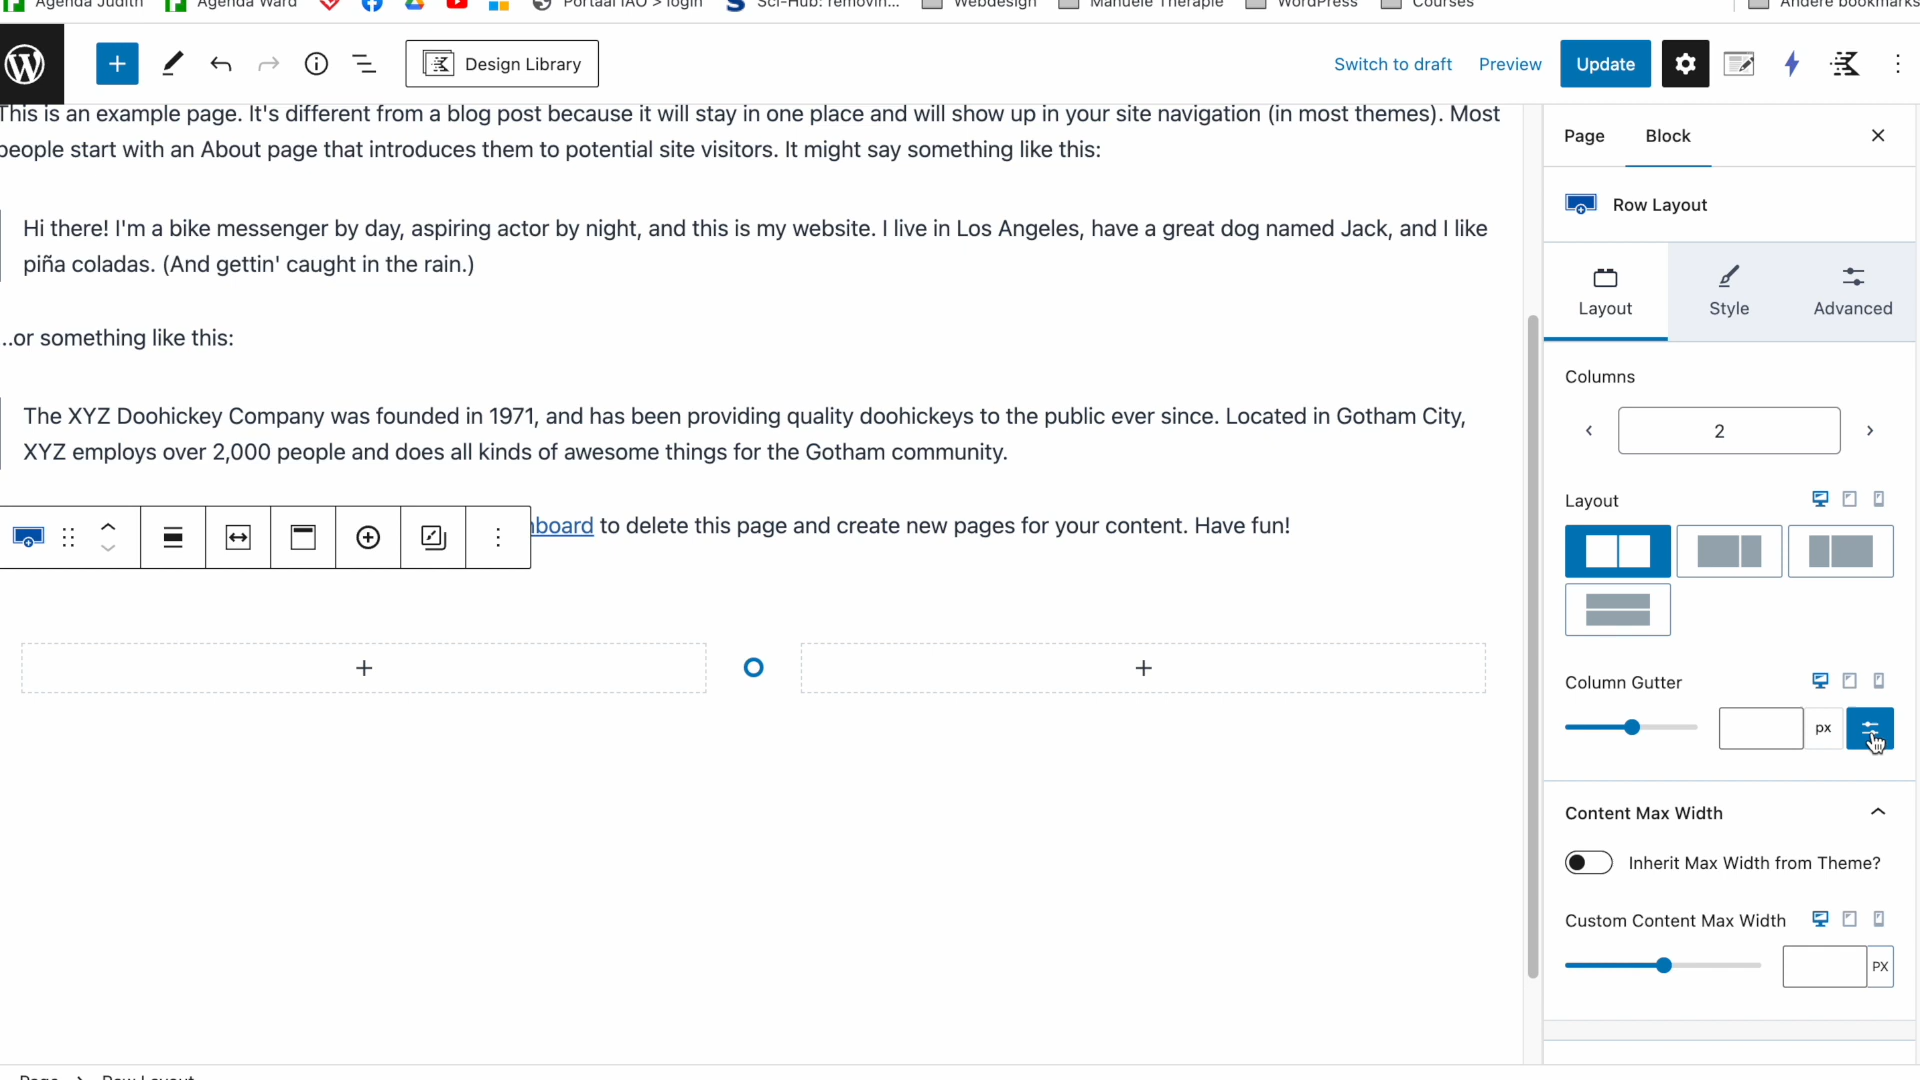 Agenda Judith Agenda Ward Portaal IAO > login Sci-Hub: removin... Webdesign Manuele Therapie WordPress Courses Andere bookmarks
Design Library Switch to draft Preview Update
This is an example page. It's different from a blog post because it will stay in one place and will show up in your site navigation (in most themes). Most
people start with an About page that introduces them to potential site visitors. It might say something like this:
Hi there! I'm a bike messenger by day, aspiring actor by night, and this is my website. I live in Los Angeles, have a great dog named Jack, and I like
piña coladas. (And gettin' caught in the rain.)
..or something like this:
The XYZ Doohickey Company was founded in 1971, and has been providing quality doohickeys to the public ever since. Located in Gotham City,
XYZ employs over 2,000 people and does all kinds of awesome things for the Gotham community.
board to delete this page and create new pages for your content. Have fun!
Page Block
Row Layout
Layout Style Advanced
Columns
2
Layout
Column Gutter
px
Content Max Width
Inherit Max Width from Theme?
Custom Content Max Width
PX
Page > Row Layout